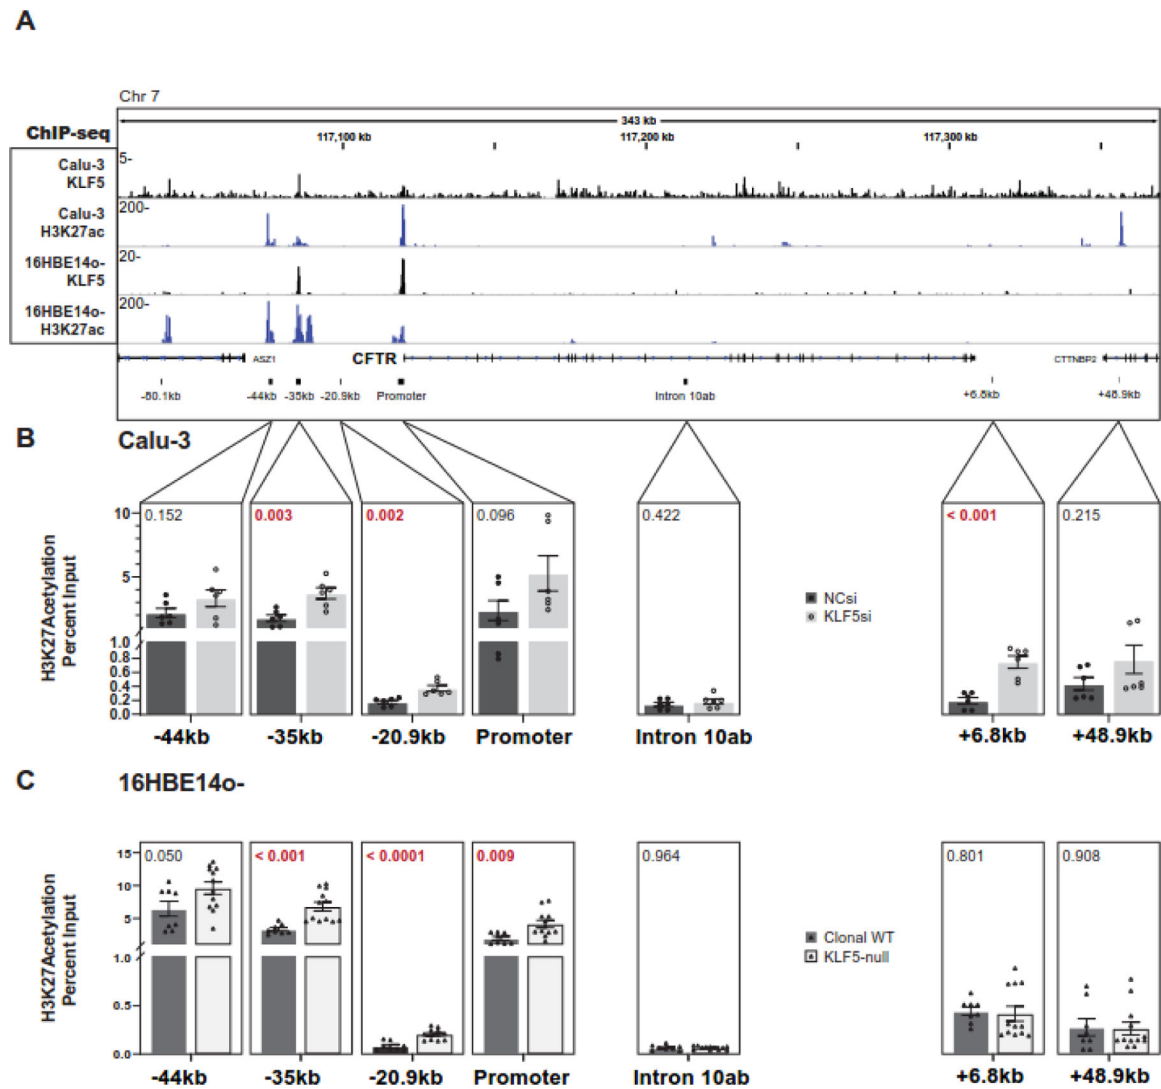 A
Chr 7
ChIP-seq
343 kb
117,100 kb 117,200 kb 117,300 kb
Calu-3
KLF5
5-
Calu-3
H3K27ac
200-
16HBE14o-
KLF5
20-
16HBE14o-
H3K27ac
200-
ASZ1 CFTR CTTNBP2
-80.1kb -44kb -35kb -20.9kb Promoter Intron 10ab +6.8kb +48.9kb
B Calu-3
H3K27Acetylation
Percent Input
10
5
1.0
0.8
0.6
0.4
0.2
0.0
0.152 0.003 0.002 0.096 0.422 < 0.001 0.215
NCsi
KLF5si
-44kb -35kb -20.9kb Promoter Intron 10ab +6.8kb +48.9kb
C 16HBE14o-
H3K27Acetylation
Percent Input
15
10
5
1.0
0.5
0.0
0.050 < 0.001 < 0.0001 0.009 0.964 0.801 0.908
Clonal WT
KLF5-null
-44kb -35kb -20.9kb Promoter Intron 10ab +6.8kb +48.9kb